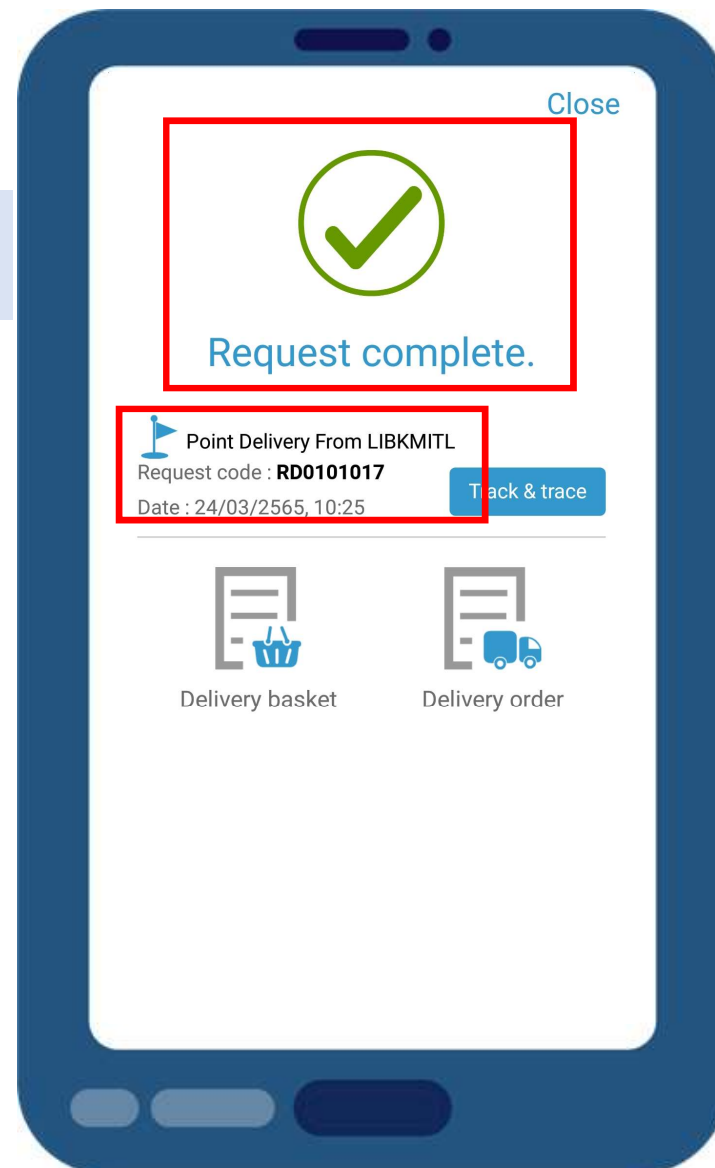 Close
Request complete.
Point Delivery From LIBKMITL
Request code : RD0101017
Date : 24/03/2565, 10:25
Track & trace
Delivery basket
Delivery order